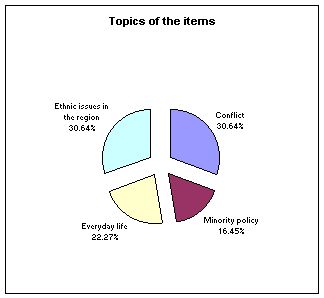 Topics of the items
Ethnic issues in
the region
30.64%
Conflict
30.64%
Everyday life
22.27%
Minority policy
16.45%